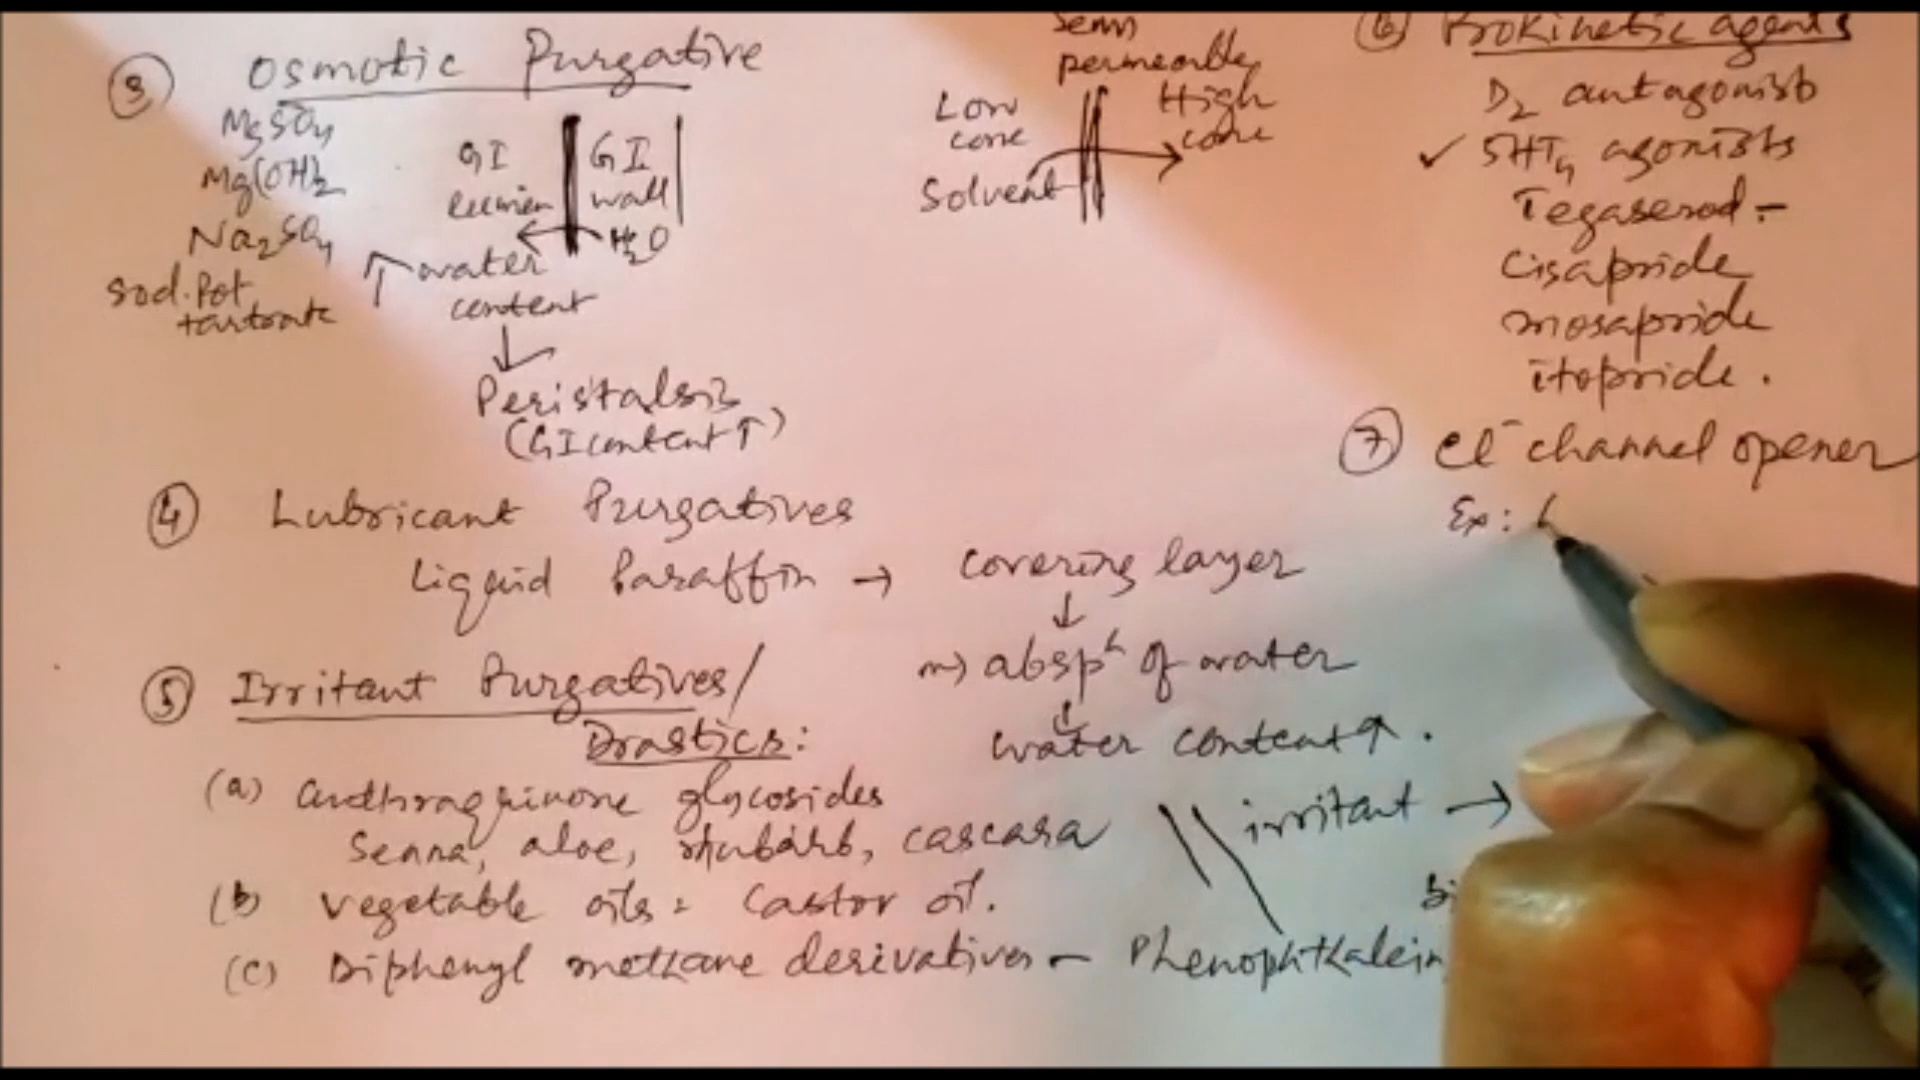 ③ Osmotic Purgative
MgSO4
Mg(OH)2
Na2SO4
Sod. Pot
tartrate
GI
lumen
GI
wall
H2O
↑ water
content
↓
Peristalsis
(GI content ↑)
Semi
permeable
Low
conc
High
conc
Solvent
④ Lubricant Purgatives
Liquid Paraffin → covering layer
↓
absp of water
↓
water content ↑.
⑤ Irritant Purgatives/
Drastics:
(a) anthraquinone glycosides
Senna, aloe, rhubarb, cascara
(b) vegetable oils: Castor oil.
(c) Diphenyl methane derivatives - Phenophthalein
irritant →
Bi
⑥ Prokinetic agents
D2 antagonist
✓ 5HT4 agonists
Tegaserod -
Cisapride
mosapride
itopride.
⑦ Cl⁻ channel opener
Ex: